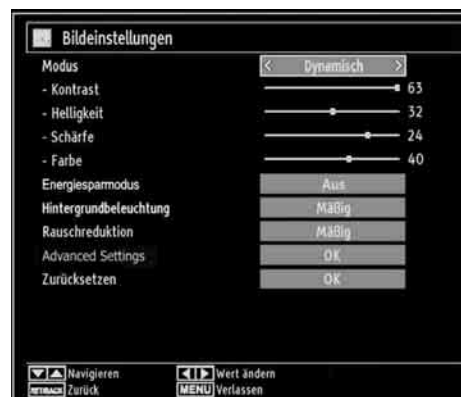 Bildeinstellungen
Modus Dynamisch
- Kontrast 63
- Helligkeit 32
- Schärfe 24
- Farbe 40
Energiesparmodus Aus
Hintergrundbeleuchtung Mäßig
Rauschreduktion Mäßig
Advanced Settings OK
Zurücksetzen OK
Navigieren Wert ändern
Zurück MENU Verlassen